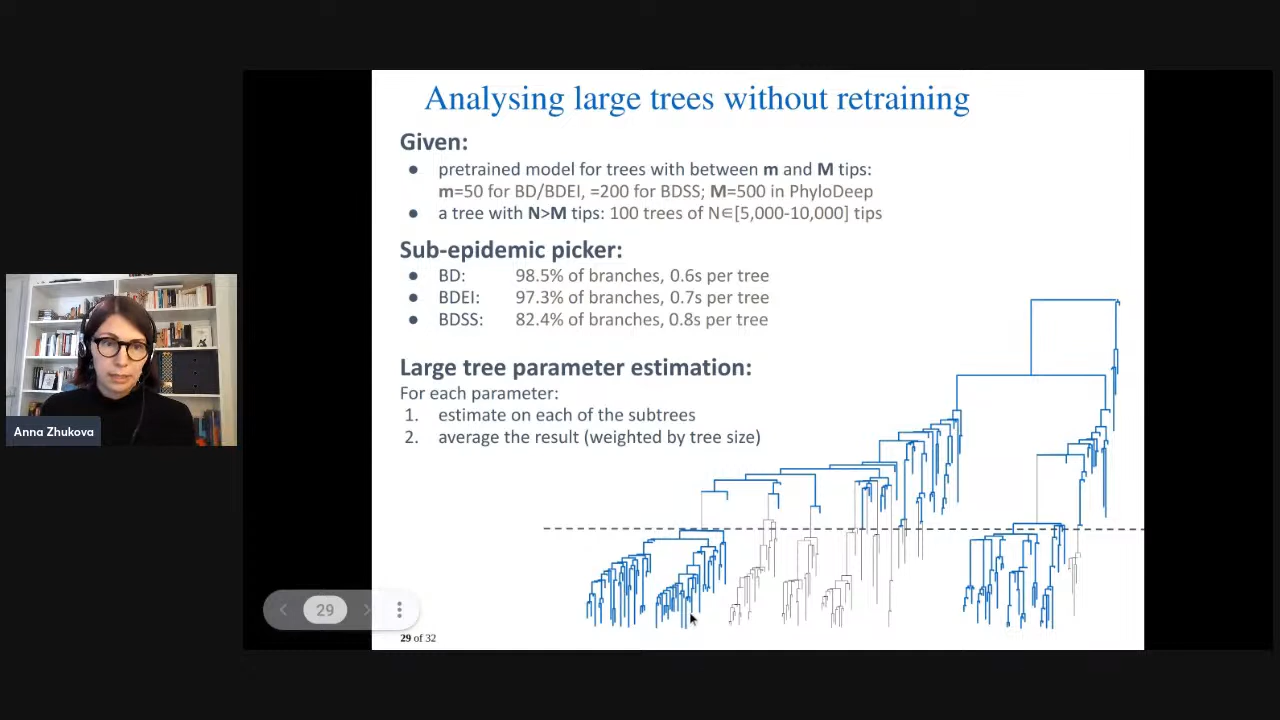 Analysing large trees without retraining
Given:
● pretrained model for trees with between m and M tips:
m=50 for BD/BDEI, =200 for BDSS; M=500 in PhyloDeep
● a tree with N>M tips: 100 trees of N∈[5,000-10,000] tips
Sub-epidemic picker:
● BD: 98.5% of branches, 0.6s per tree
● BDEI: 97.3% of branches, 0.7s per tree
● BDSS: 82.4% of branches, 0.8s per tree
Large tree parameter estimation:
For each parameter:
1. estimate on each of the subtrees
2. average the result (weighted by tree size)
Anna Zhukova
29
29 of 32